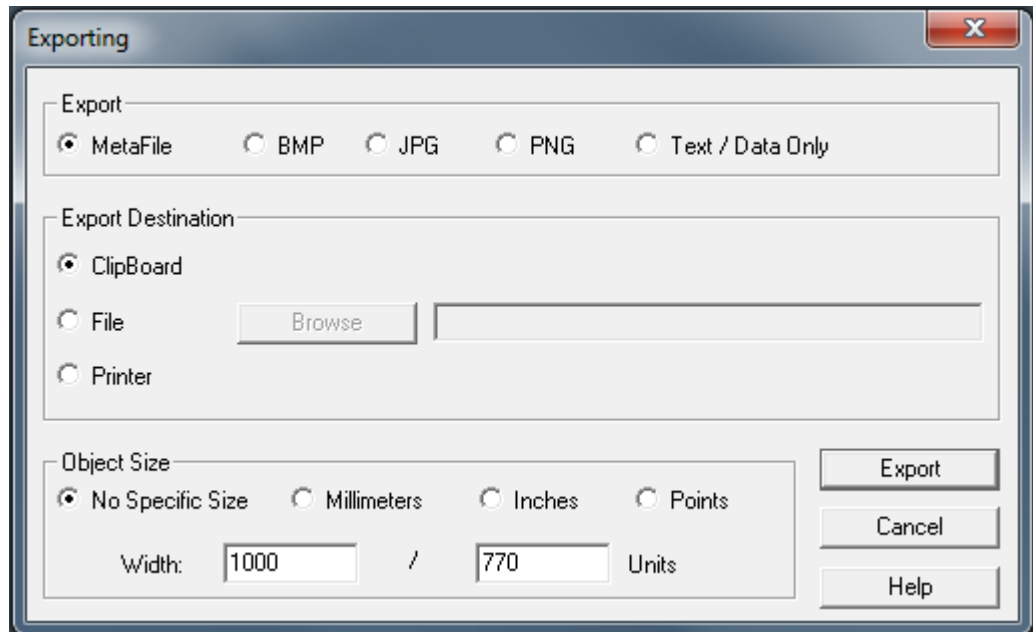 Exporting
Export
MetaFile BMP JPG PNG Text / Data Only
Export Destination
ClipBoard
File Browse
Printer
Object Size
No Specific Size Millimeters Inches Points
Width: 1000 / 770 Units
Export
Cancel
Help